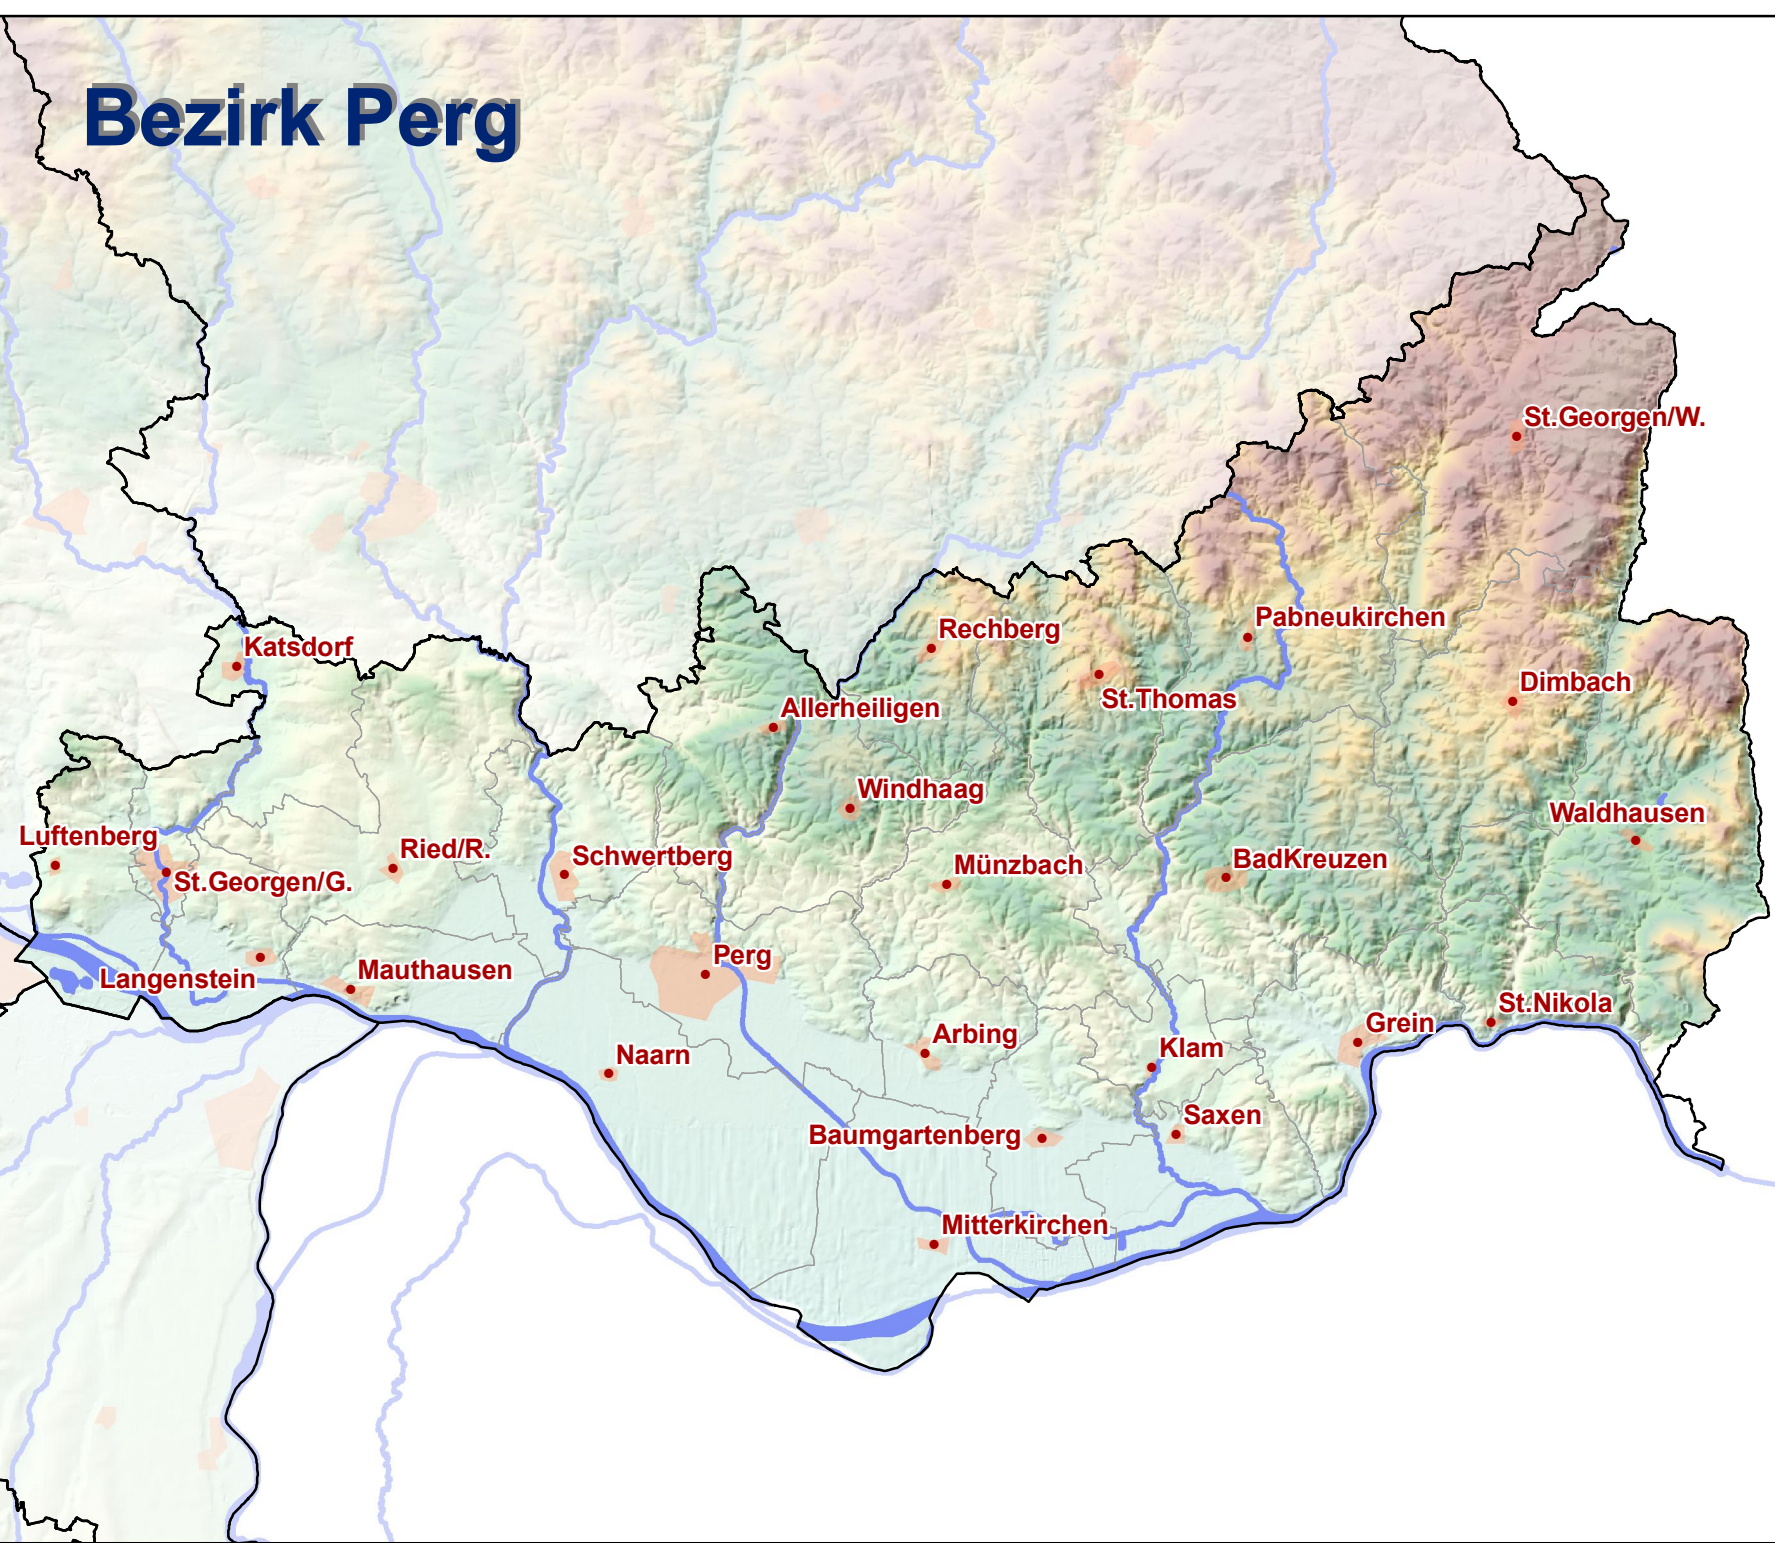 Bezirk Perg
St.Georgen/W.
Pabneukirchen
Rechberg
Katsdorf
Dimbach
St.Thomas
Allerheiligen
Windhaag
Waldhausen
Luftenberg
Ried/R.
Schwertberg
BadKreuzen
Münzbach
St.Georgen/G.
Perg
Mauthausen
Langenstein
St.Nikola
Grein
Arbing
Klam
Naarn
Saxen
Baumgartenberg
Mitterkirchen